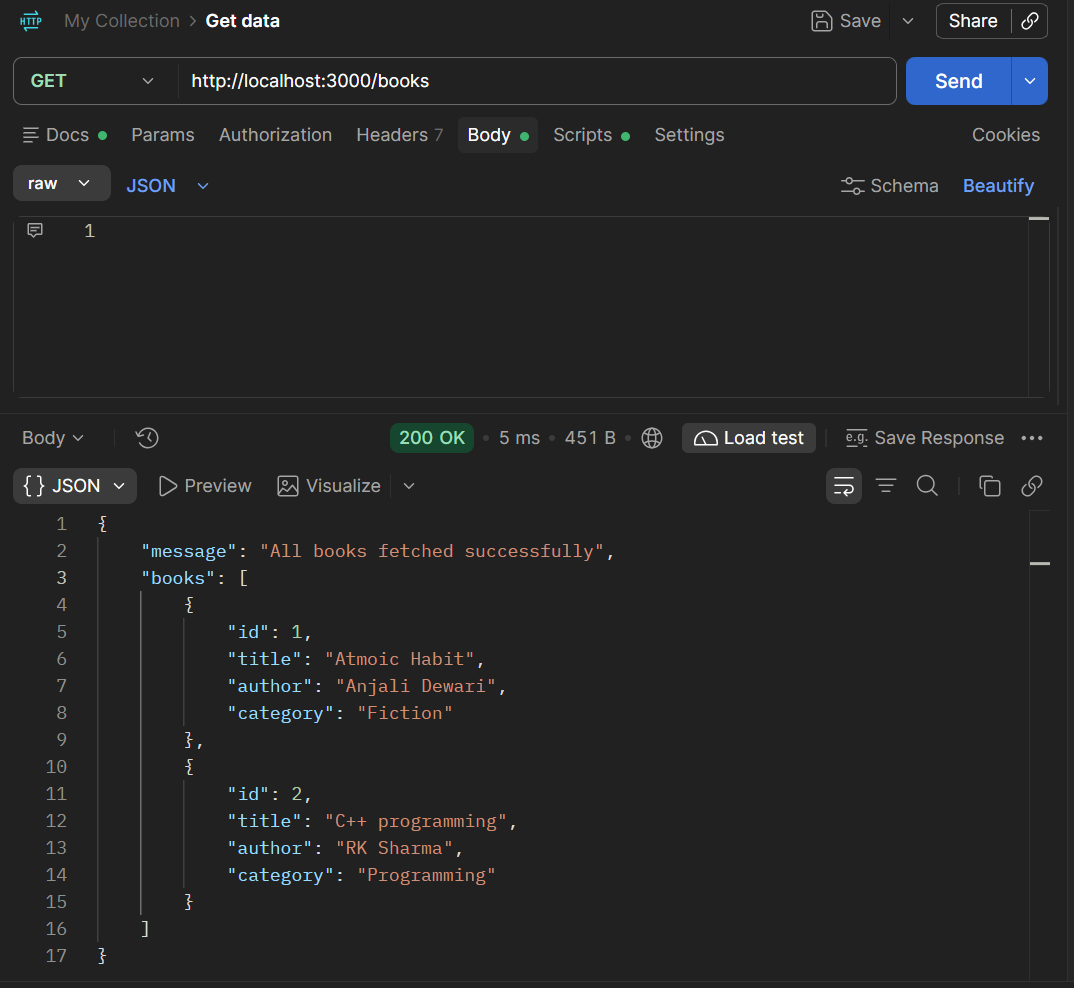 HTTP My Collection > Get data Save Share
GET http://localhost:3000/books Send
Docs Params Authorization Headers 7 Body Scripts Settings Cookies
raw JSON Schema Beautify
1
Body 200 OK • 5 ms • 451 B • Load test e.g. Save Response
{} JSON Preview Visualize
1 {
2 "message": "All books fetched successfully",
3 "books": [
4 {
5 "id": 1,
6 "title": "Atmoic Habit",
7 "author": "Anjali Dewari",
8 "category": "Fiction"
9 },
10 {
11 "id": 2,
12 "title": "C++ programming",
13 "author": "RK Sharma",
14 "category": "Programming"
15 }
16 ]
17 }